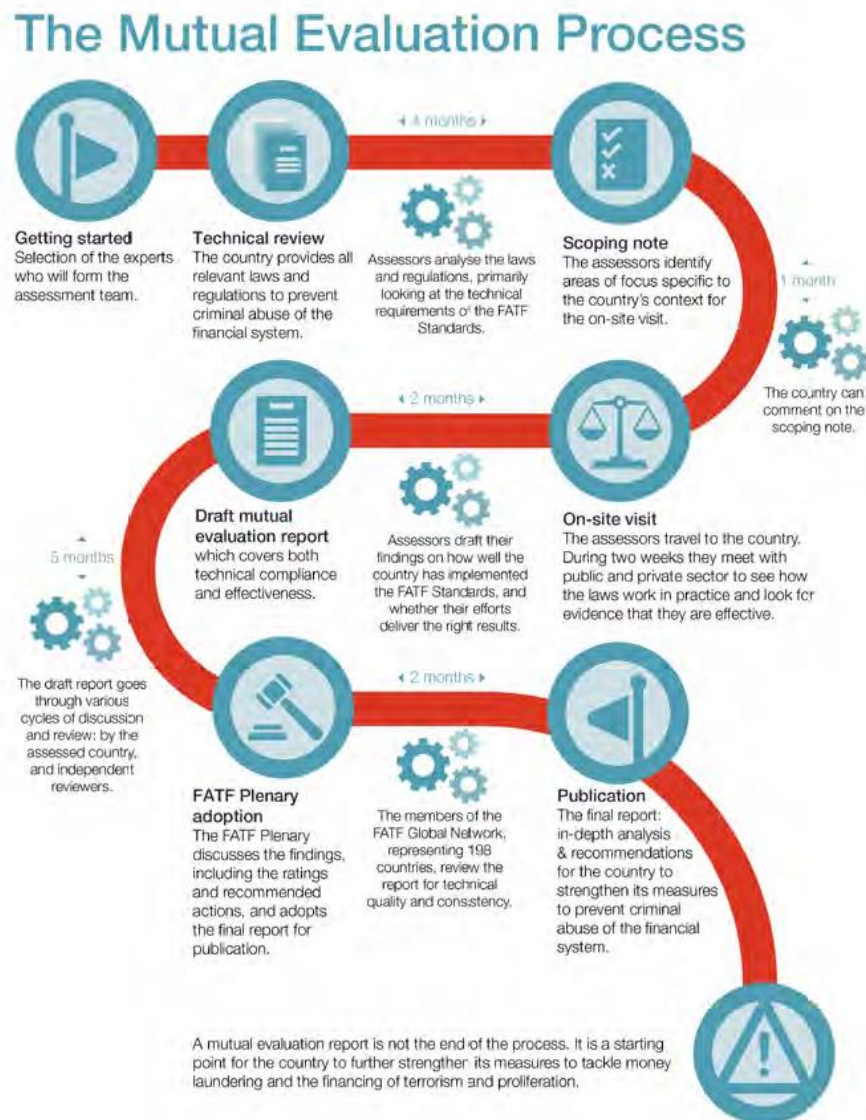 The Mutual Evaluation Process
◂ 4 months ▸
Getting started
Selection of the experts
who will form the
assessment team.
Technical review
The country provides all
relevant laws and
regulations to prevent
criminal abuse of the
financial system.
Assessors analyse the laws
and regulations, primarily
looking at the technical
requirements of the FATF
Standards.
Scoping note
The assessors identify
areas of focus specific to
the country's context for
the on-site visit.
1 month
The country can
comment on the
scoping note.
◂ 2 months ▸
Draft mutual
evaluation report
which covers both
technical compliance
and effectiveness.
Assessors draft their
findings on how well the
country has implemented
the FATF Standards, and
whether their efforts
deliver the right results.
On-site visit
The assessors travel to the country.
During two weeks they meet with
public and private sector to see how
the laws work in practice and look for
evidence that they are effective.
5 months
The draft report goes
through various
cycles of discussion
and review: by the
assessed country,
and independent
reviewers.
◂ 2 months ▸
FATF Plenary
adoption
The FATF Plenary
discusses the findings,
including the ratings
and recommended
actions, and adopts
the final report for
publication.
The members of the
FATF Global Network,
representing 198
countries, review the
report for technical
quality and consistency.
Publication
The final report:
in-depth analysis
& recommendations
for the country to
strengthen its measures
to prevent criminal
abuse of the financial
system.
A mutual evaluation report is not the end of the process. It is a starting
point for the country to further strengthen its measures to tackle money
laundering and the financing of terrorism and proliferation.